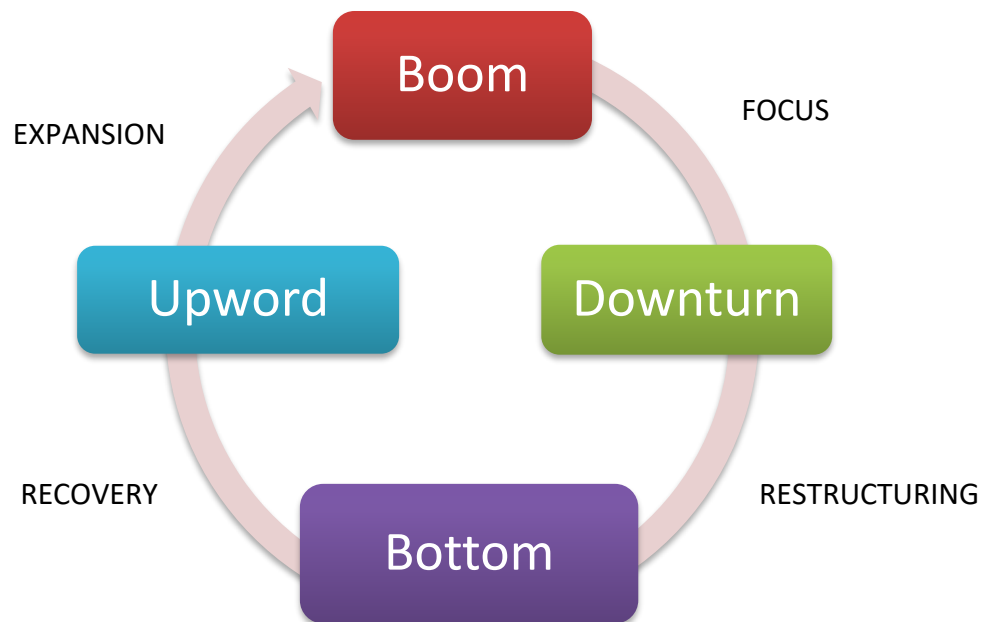 Boom
FOCUS
EXPANSION
Upword
Downturn
RECOVERY
RESTRUCTURING
Bottom